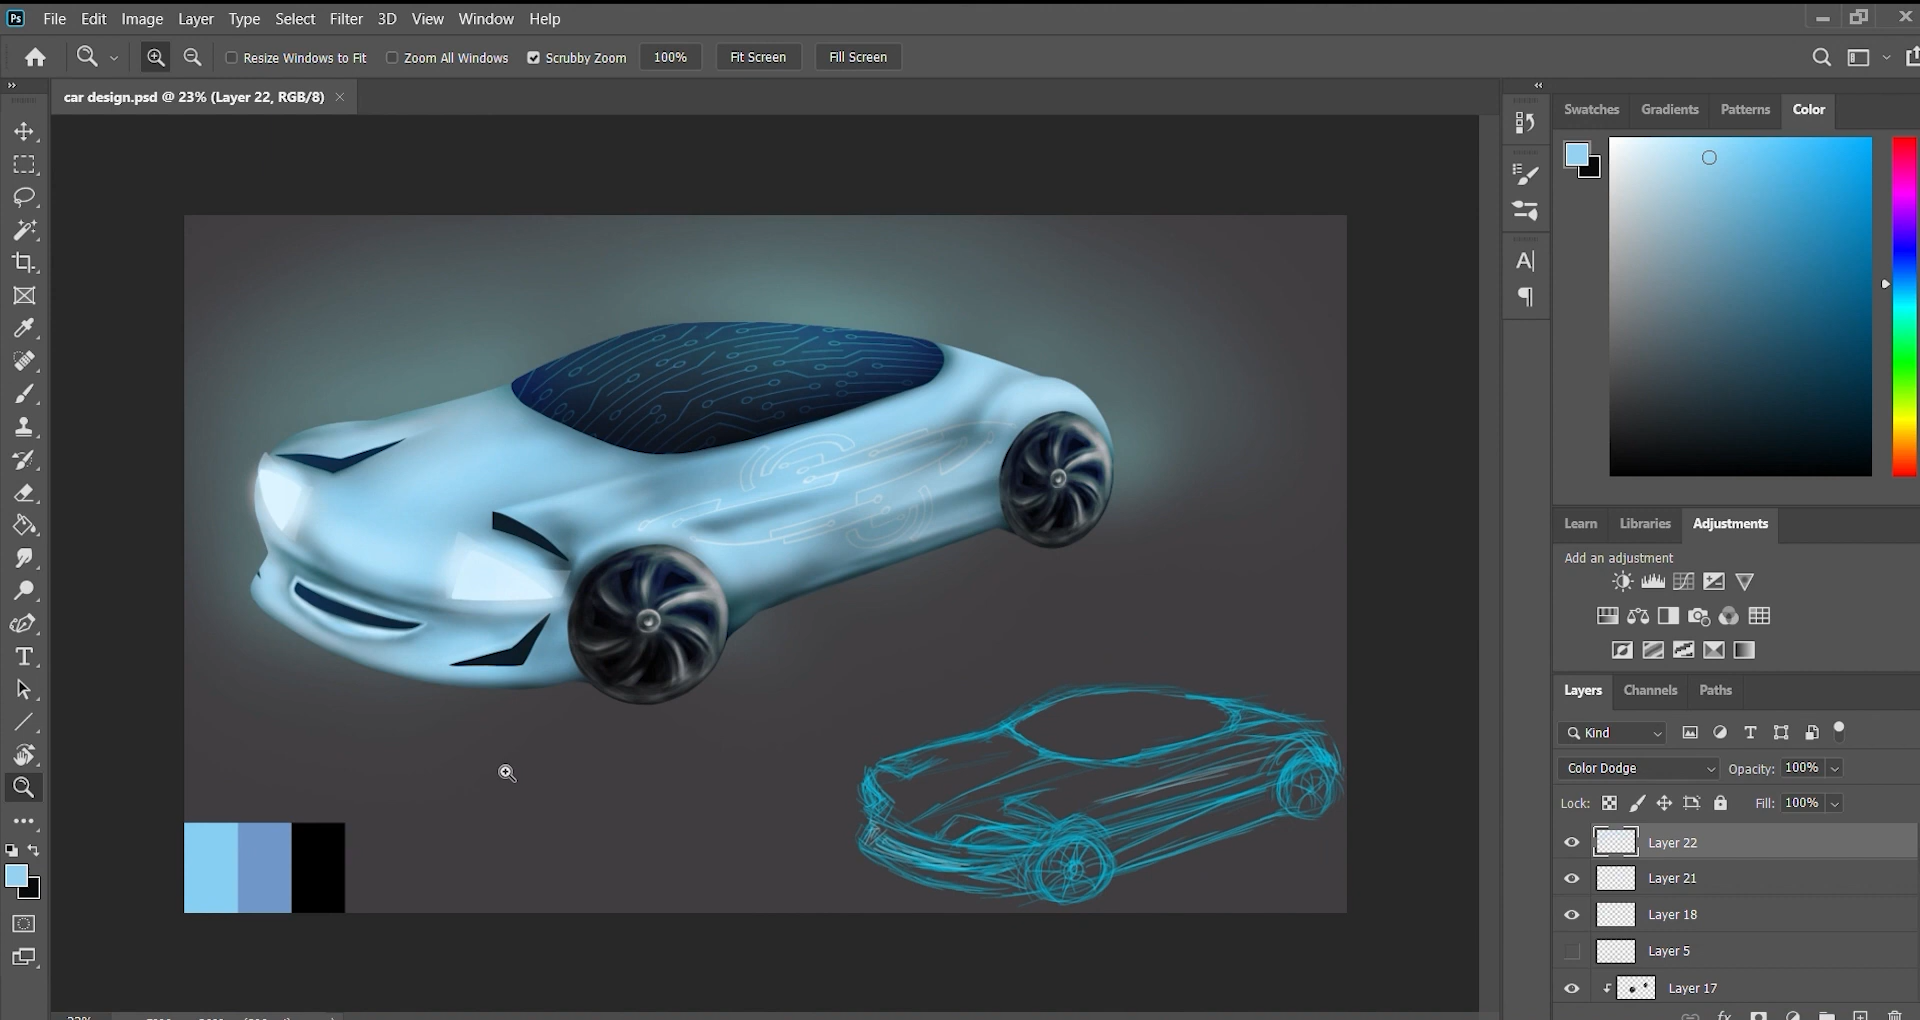 Ps File Edit Image Layer Type Select Filter 3D View Window Help
Resize Windows to Fit Zoom All Windows Scrubby Zoom 100% Fit Screen Fill Screen
car design.psd @ 23% (Layer 22, RGB/8)
Swatches Gradients Patterns Color
Learn Libraries Adjustments
Add an adjustment
Layers Channels Paths
Kind
Color Dodge Opacity: 100%
Lock: Fill: 100%
Layer 22
Layer 21
Layer 18
Layer 5
Layer 17